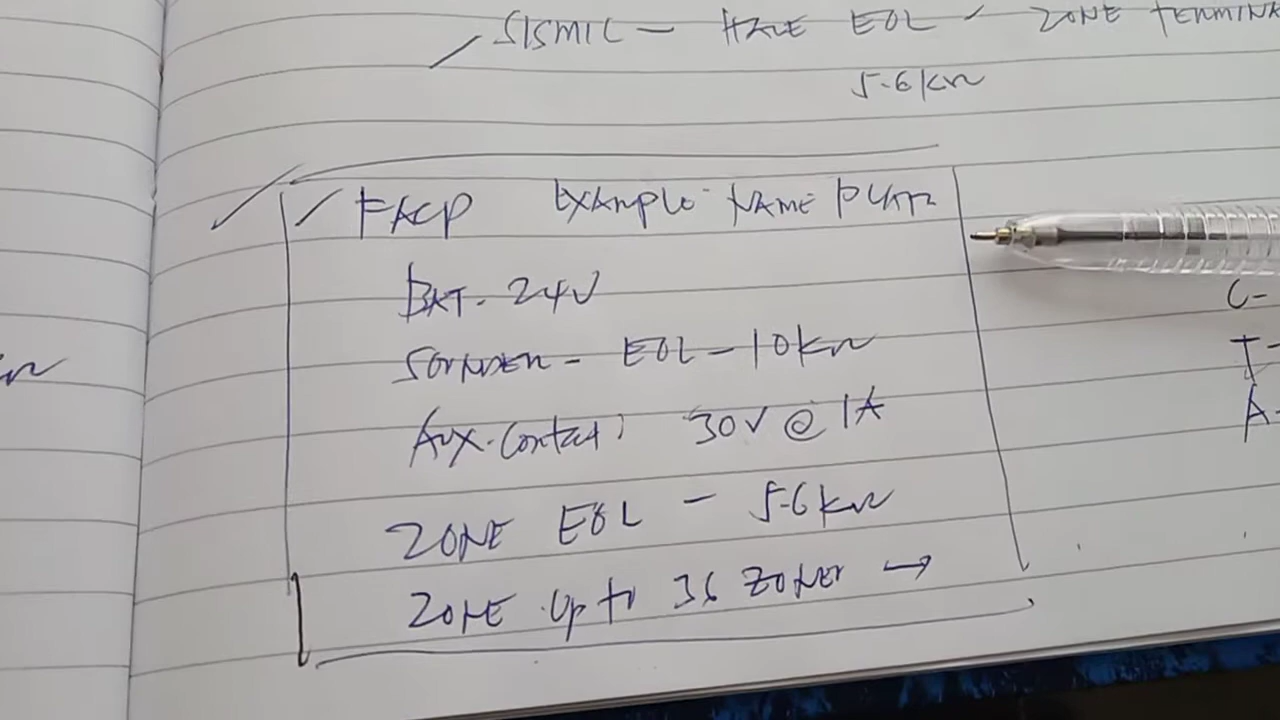 SISMIC - HAVE EOL - ZONE TERMINA
5.6kΩ
FACP EXAMPLE NAME PLATE
BAT. 24V
SOUNDER - EOL - 10kΩ
AUX. Contact 30V @ 1A
ZONE EOL - 5.6kΩ
ZONE Up to 36 ZONES →
C-
I-
A-